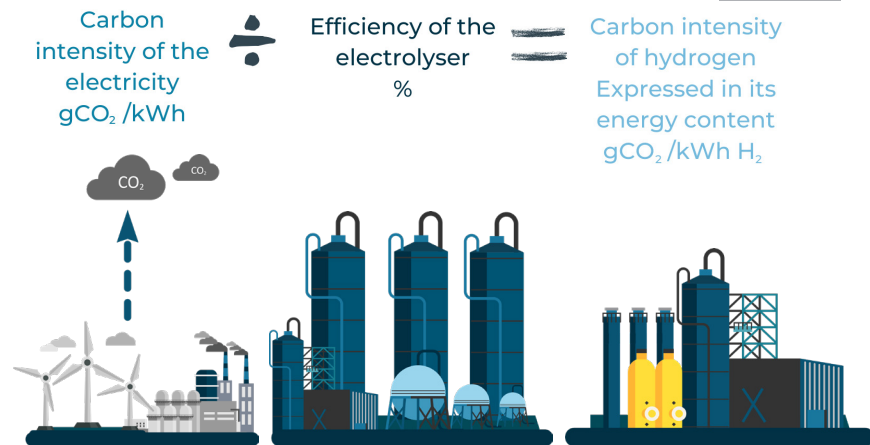 Carbon
intensity of the
electricity
gCO₂ /kWh
÷
Efficiency of the
electrolyser
%
=
Carbon intensity
of hydrogen
Expressed in its
energy content
gCO₂ /kWh H₂
CO₂
CO₂